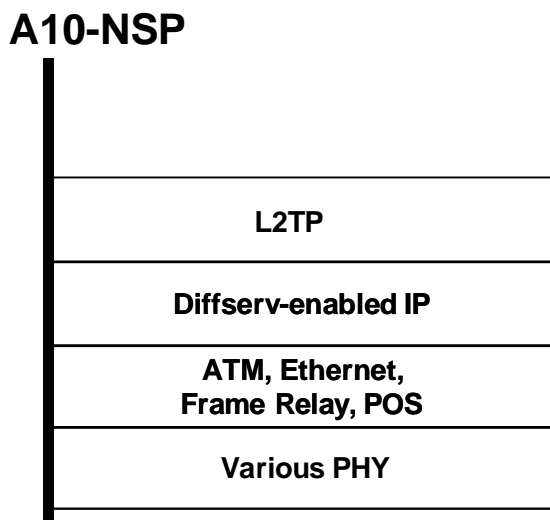 A10-NSP
L2TP
Diffserv-enabled IP
ATM, Ethernet,
Frame Relay, POS
Various PHY